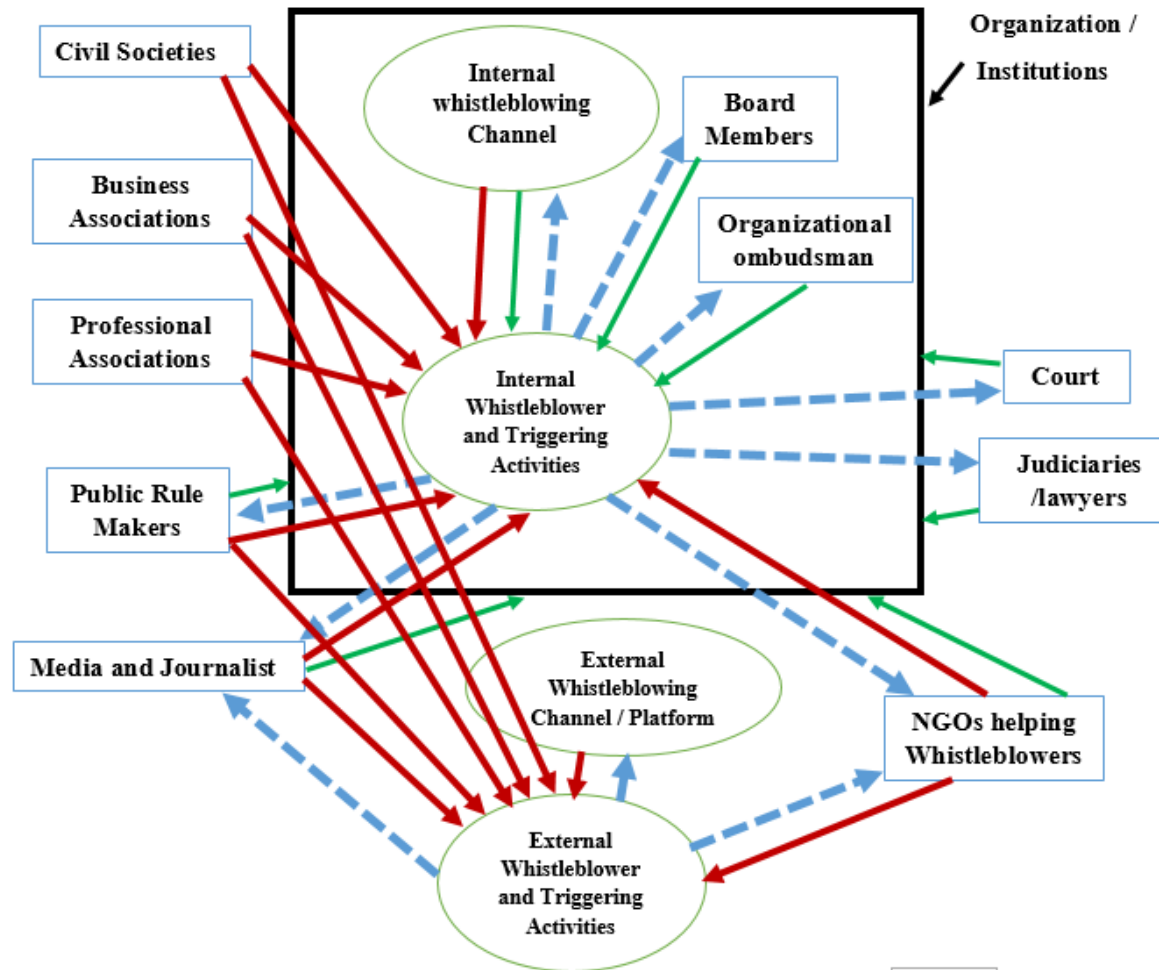 Organization /
Institutions
Civil Societies
Internal
whistleblowing
Channel
Board
Members
Business
Associations
Organizational
ombudsman
Professional
Associations
Internal
Whistleblower
and Triggering
Activities
Court
Public Rule
Makers
Judiciaries
/lawyers
Media and Journalist
External
Whistleblowing
Channel / Platform
NGOs helping
Whistleblowers
External
Whistleblower
and Triggering
Activities